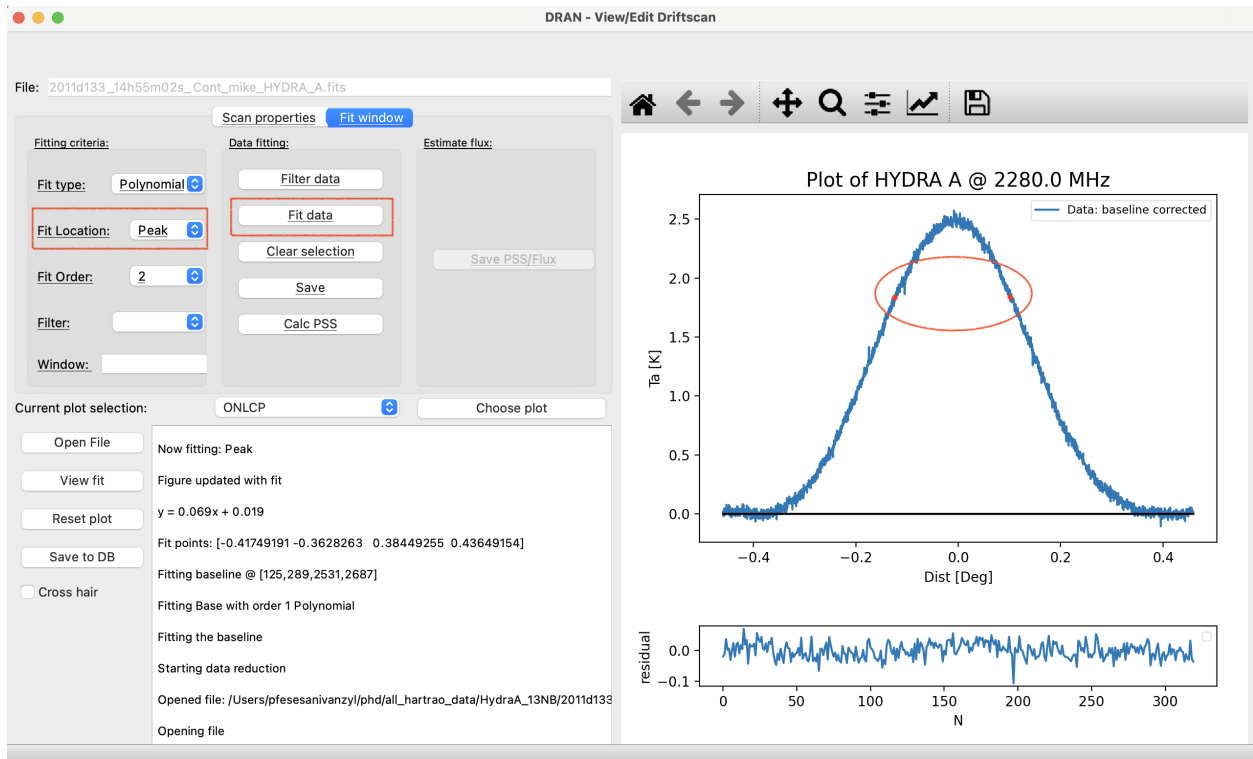 DRAN - View/Edit Driftscan
File: 2011d133_14h55m02s_Cont_mike_HYDRA_A.fits
Scan properties Fit window
Fitting criteria: Data fitting: Estimate flux:
Fit type: Polynomial
Filter data
Fit Location: Peak
Fit data
Clear selection
Save PSS/Flux
Fit Order: 2
Save
Filter:
Calc PSS
Window:
Current plot selection: ONLCP Choose plot
Open File
View fit
Reset plot
Save to DB
Cross hair
Now fitting: Peak
Figure updated with fit
y = 0.069x + 0.019
Fit points: [-0.41749191 -0.3628263 0.38449255 0.43649154]
Fitting baseline @ [125,289,2531,2687]
Fitting Base with order 1 Polynomial
Fitting the baseline
Starting data reduction
Opened file: /Users/pfesesanivanzyl/phd/all_hartrao_data/HydraA_13NB/2011d133
Opening file
Plot of HYDRA A @ 2280.0 MHz
Data: baseline corrected
Ta [K]
2.5
2.0
1.5
1.0
0.5
0.0
−0.4 −0.2 0.0 0.2 0.4
Dist [Deg]
residual
0.0
−0.1
0 50 100 150 200 250 300
N